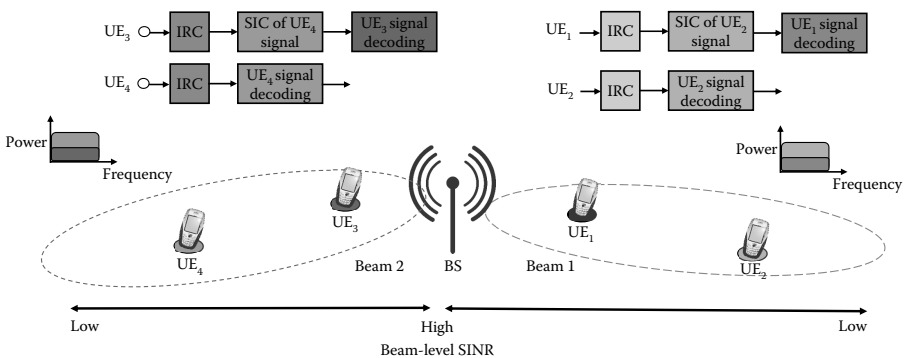 UE3 IRC SIC of UE4 signal UE3 signal decoding
UE4 IRC UE4 signal decoding
UE1 IRC SIC of UE2 signal UE1 signal decoding
UE2 IRC UE2 signal decoding
Power
Frequency
Power
Frequency
UE3
UE4
UE1
UE2
Beam 2
BS
Beam 1
Low
High
Low
Beam-level SINR